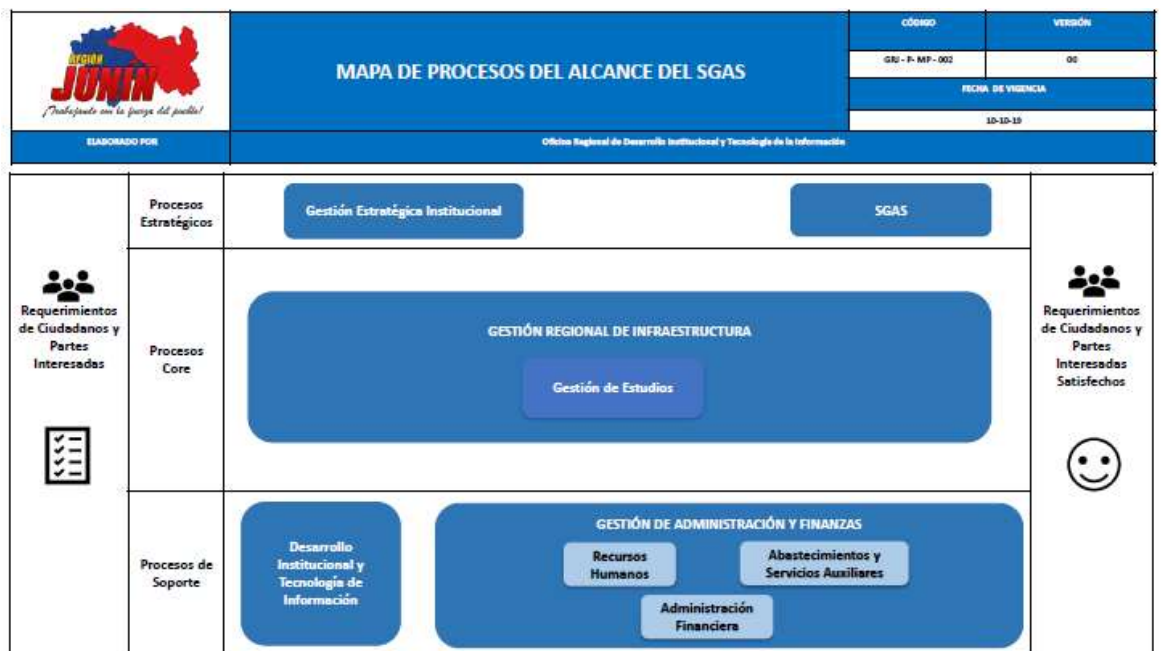 REGIÓN
JUNÍN
¡Trabajando con la fuerza del pueblo!
MAPA DE PROCESOS DEL ALCANCE DEL SGAS
CÓDIGO
VERSIÓN
GRJ - P- MP - 002
00
FECHA DE VIGENCIA
10-10-19
ELABORADO POR
Oficina Regional de Desarrollo Institucional y Tecnología de la Información
Requerimientos
de Ciudadanos y
Partes
Interesadas
Procesos
Estratégicos
Gestión Estratégica Institucional
SGAS
Procesos
Core
GESTIÓN REGIONAL DE INFRAESTRUCTURA
Gestión de Estudios
Procesos de
Soporte
Desarrollo
Institucional y
Tecnología de
Información
GESTIÓN DE ADMINISTRACIÓN Y FINANZAS
Recursos
Humanos
Abastecimientos y
Servicios Auxiliares
Administración
Financiera
Requerimientos
de Ciudadanos y
Partes
Interesadas
Satisfechos